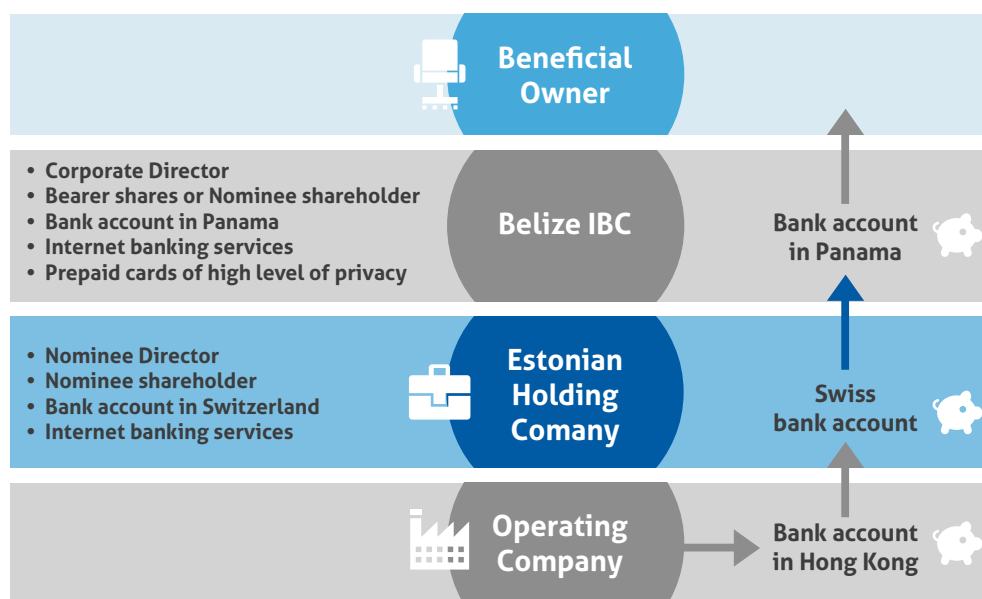 Beneficial
Owner
• Corporate Director
• Bearer shares or Nominee shareholder
• Bank account in Panama
• Internet banking services
• Prepaid cards of high level of privacy
Belize IBC
Bank account
in Panama
• Nominee Director
• Nominee shareholder
• Bank account in Switzerland
• Internet banking services
Estonian
Holding
Comany
Swiss
bank account
Operating
Company
Bank account
in Hong Kong